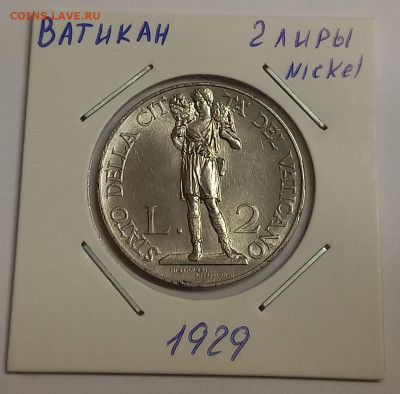 COINS.LAVE.RU
ВАТИКАН
2 ЛИРЫ
Nickel
STATO DELLA CITTA' DEL VATICANO
L. 2
1929